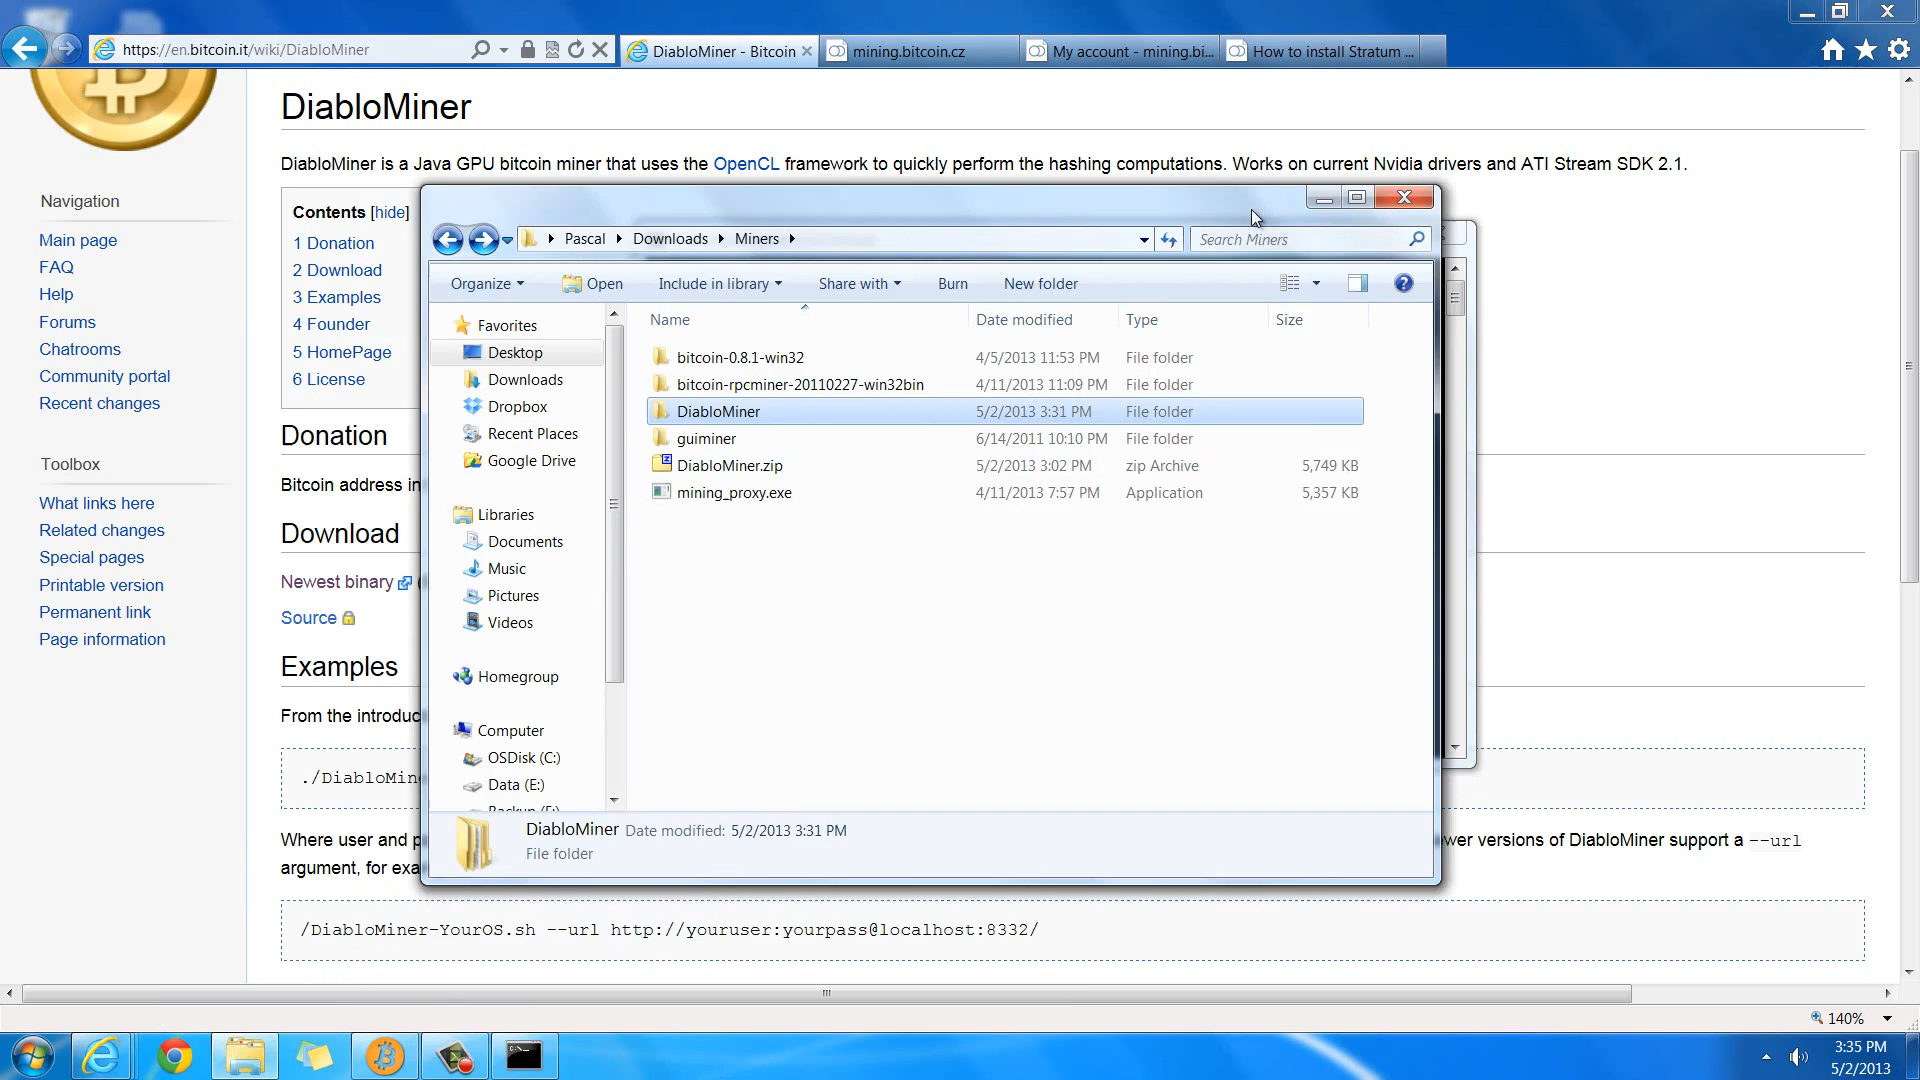 https://en.bitcoin.it/wiki/DiabloMiner
DiabloMiner - Bitcoin
mining.bitcoin.cz
My account - mining.bi...
How to install Stratum ...
DiabloMiner
DiabloMiner is a Java GPU bitcoin miner that uses the OpenCL framework to quickly perform the hashing computations. Works on current Nvidia drivers and ATI Stream SDK 2.1.
Navigation
Main page
FAQ
Help
Forums
Chatrooms
Community portal
Recent changes
Toolbox
What links here
Related changes
Special pages
Printable version
Permanent link
Page information
Contents [hide]
1 Donation
2 Download
3 Examples
4 Founder
5 HomePage
6 License
Donation
Bitcoin address in
Download
Newest binary
Source
Examples
From the introduc
./DiabloMin
Where user and p
wer versions of DiabloMiner support a --url
argument, for exa
/DiabloMiner-YourOS.sh --url http://youruser:yourpass@localhost:8332/
Pascal
Downloads
Miners
Search Miners
Organize
Open
Include in library
Share with
Burn
New folder
Favorites
Desktop
Downloads
Dropbox
Recent Places
Google Drive
Libraries
Documents
Music
Pictures
Videos
Homegroup
Computer
OSDisk (C:)
Data (E:)
Backup (F:)
Name Date modified Type Size
bitcoin-0.8.1-win32 4/5/2013 11:53 PM File folder
bitcoin-rpcminer-20110227-win32bin 4/11/2013 11:09 PM File folder
DiabloMiner 5/2/2013 3:31 PM File folder
guiminer 6/14/2011 10:10 PM File folder
DiabloMiner.zip 5/2/2013 3:02 PM zip Archive 5,749 KB
mining_proxy.exe 4/11/2013 7:57 PM Application 5,357 KB
DiabloMiner Date modified: 5/2/2013 3:31 PM
File folder
140%
3:35 PM
5/2/2013